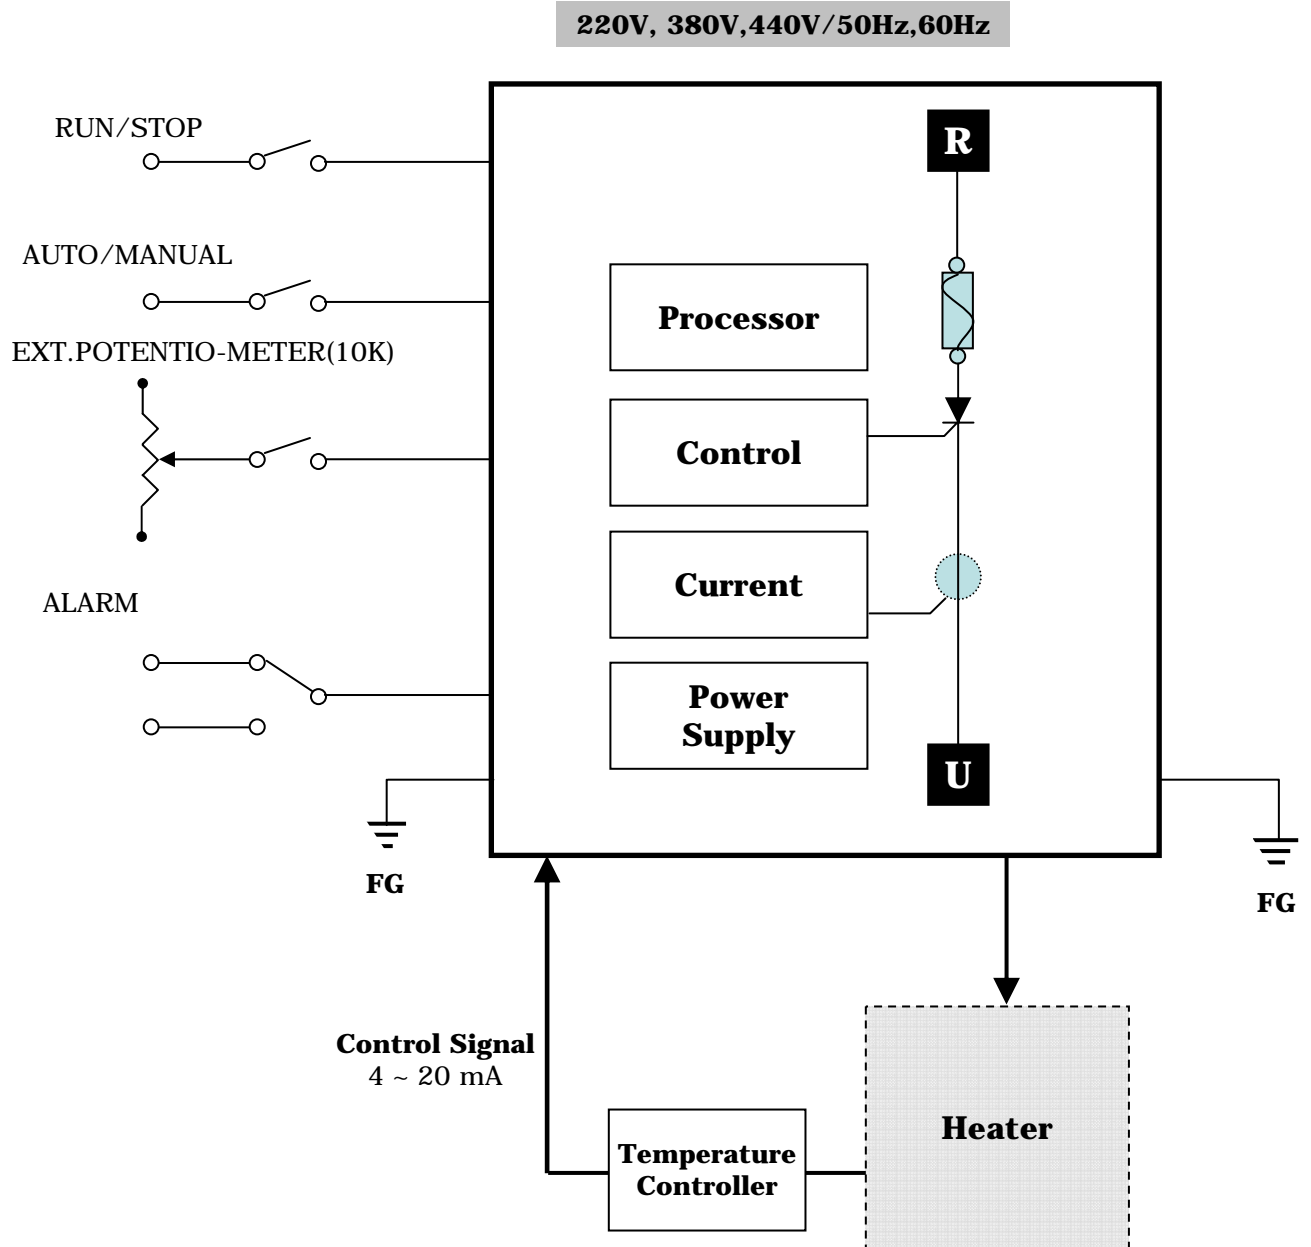 220V, 380V,440V/50Hz,60Hz
RUN/STOP
R
AUTO/MANUAL
Processor
EXT.POTENTIO-METER(10K)
Control
Current
ALARM
Power
Supply
U
FG
FG
Control Signal
4 ~ 20 mA
Heater
Temperature
Controller